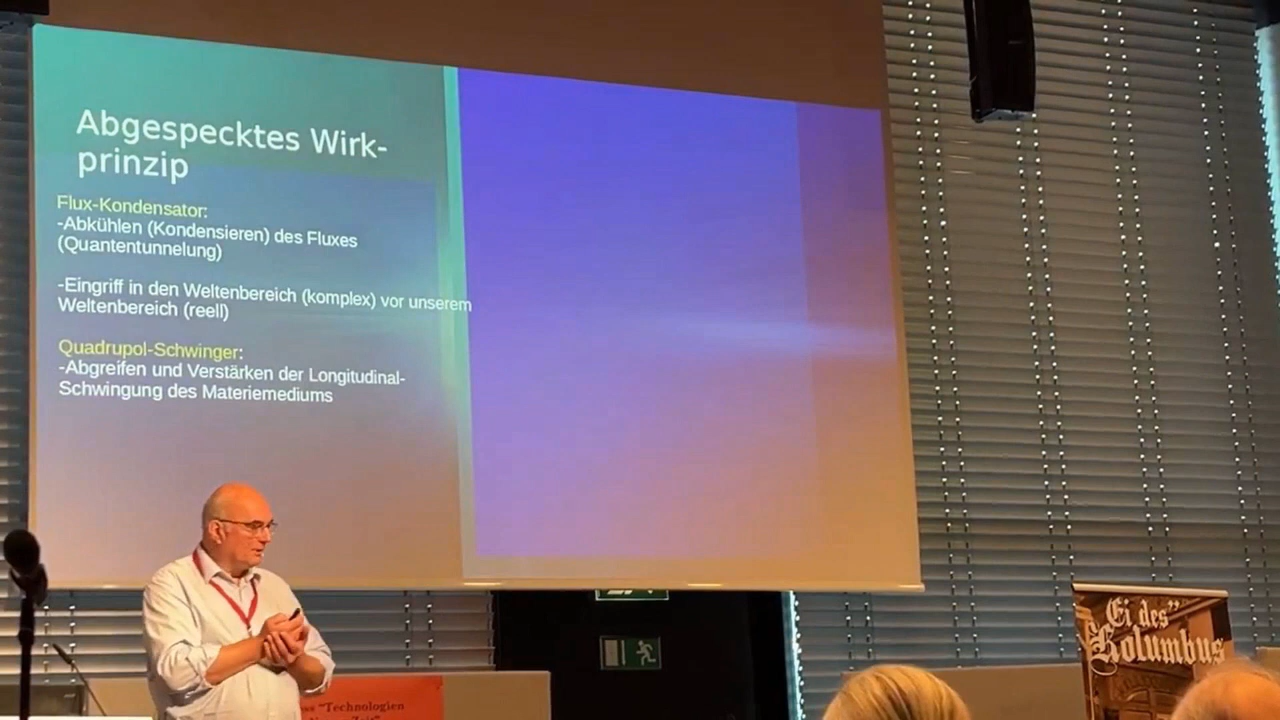 Abgespecktes Wirk-
prinzip
Flux-Kondensator:
-Abkühlen (Kondensieren) des Fluxes
(Quantentunnelung)
-Eingriff in den Weltenbereich (komplex) vor unserem
Weltenbereich (reell)
Quadrupol-Schwinger:
-Abgreifen und Verstärken der Longitudinal-
Schwingung des Materiemediums
"Technologien
Ei des
Kolumbus"